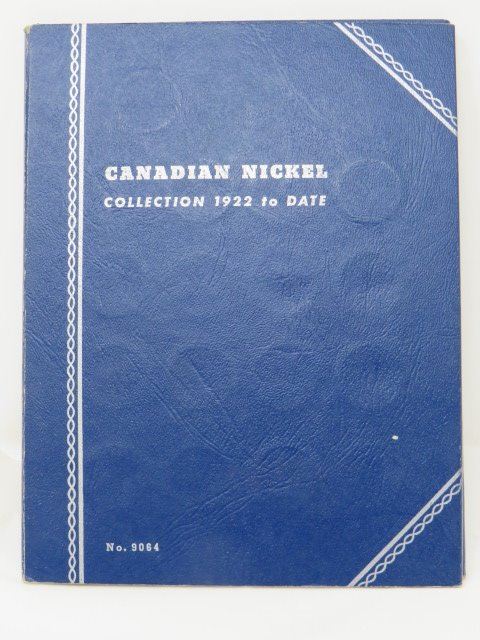 CANADIAN NICKEL
COLLECTION 1922 to DATE
No. 9064